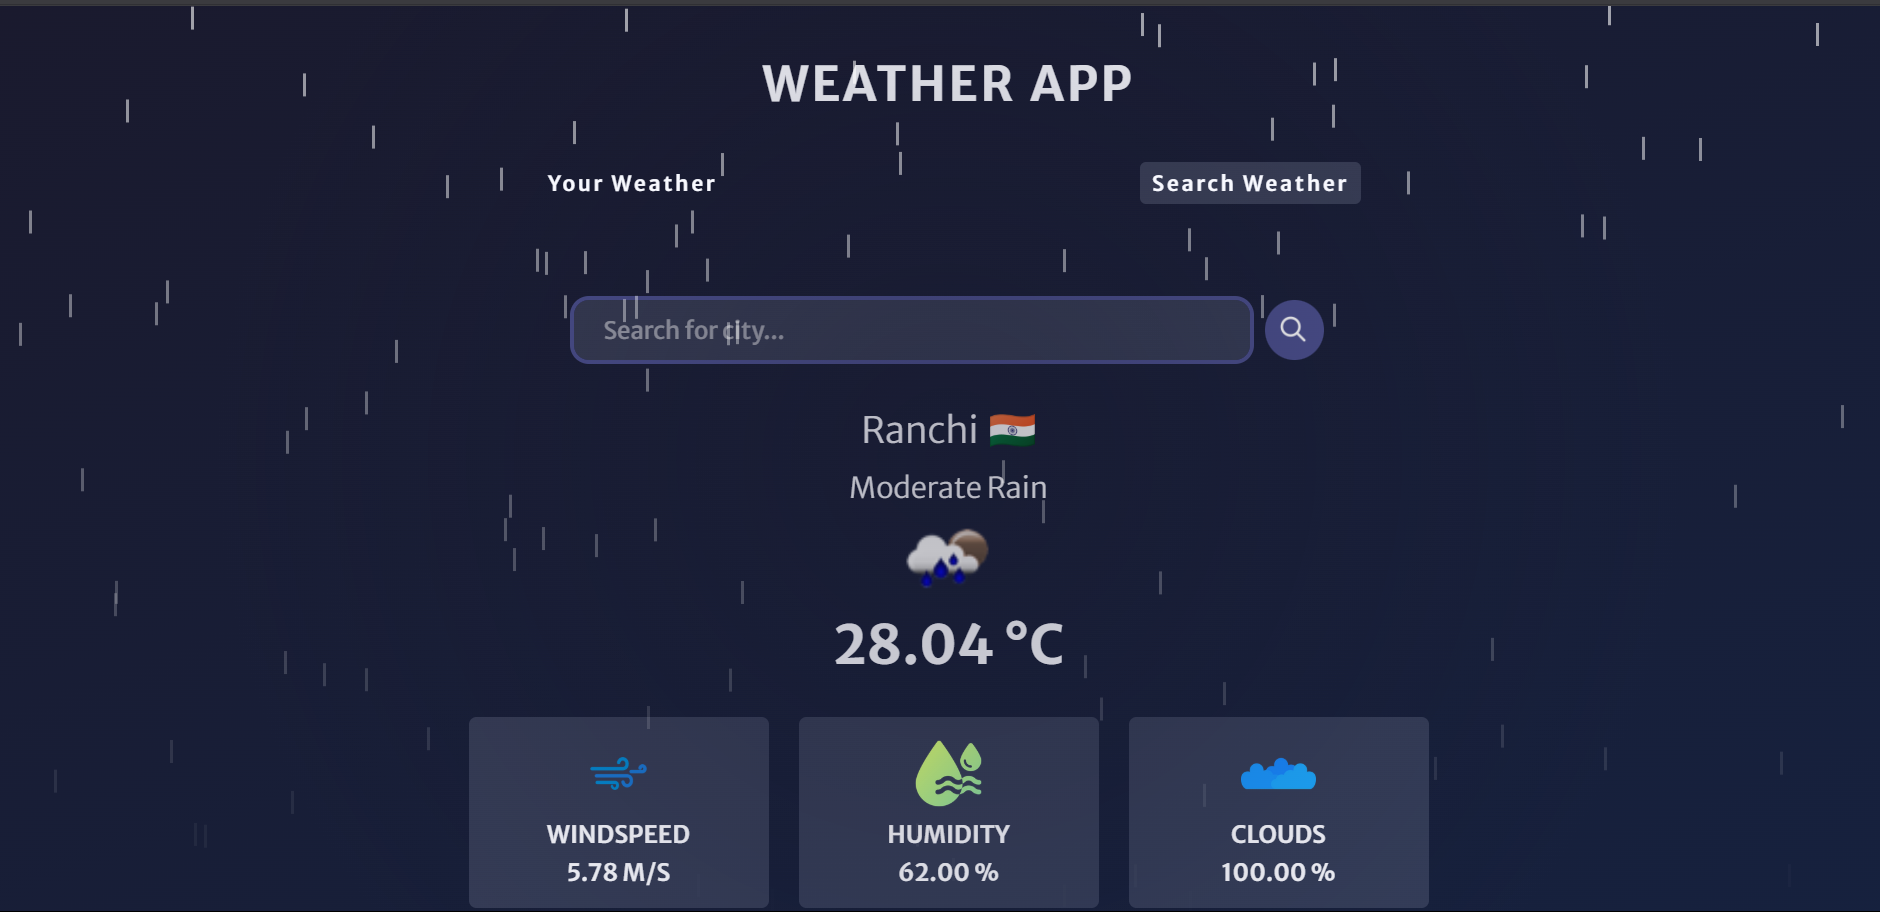 WEATHER APP
Your Weather
Search Weather
Search for city...
Ranchi
Moderate Rain
28.04 °C
WINDSPEED
5.78 M/S
HUMIDITY
62.00 %
CLOUDS
100.00 %